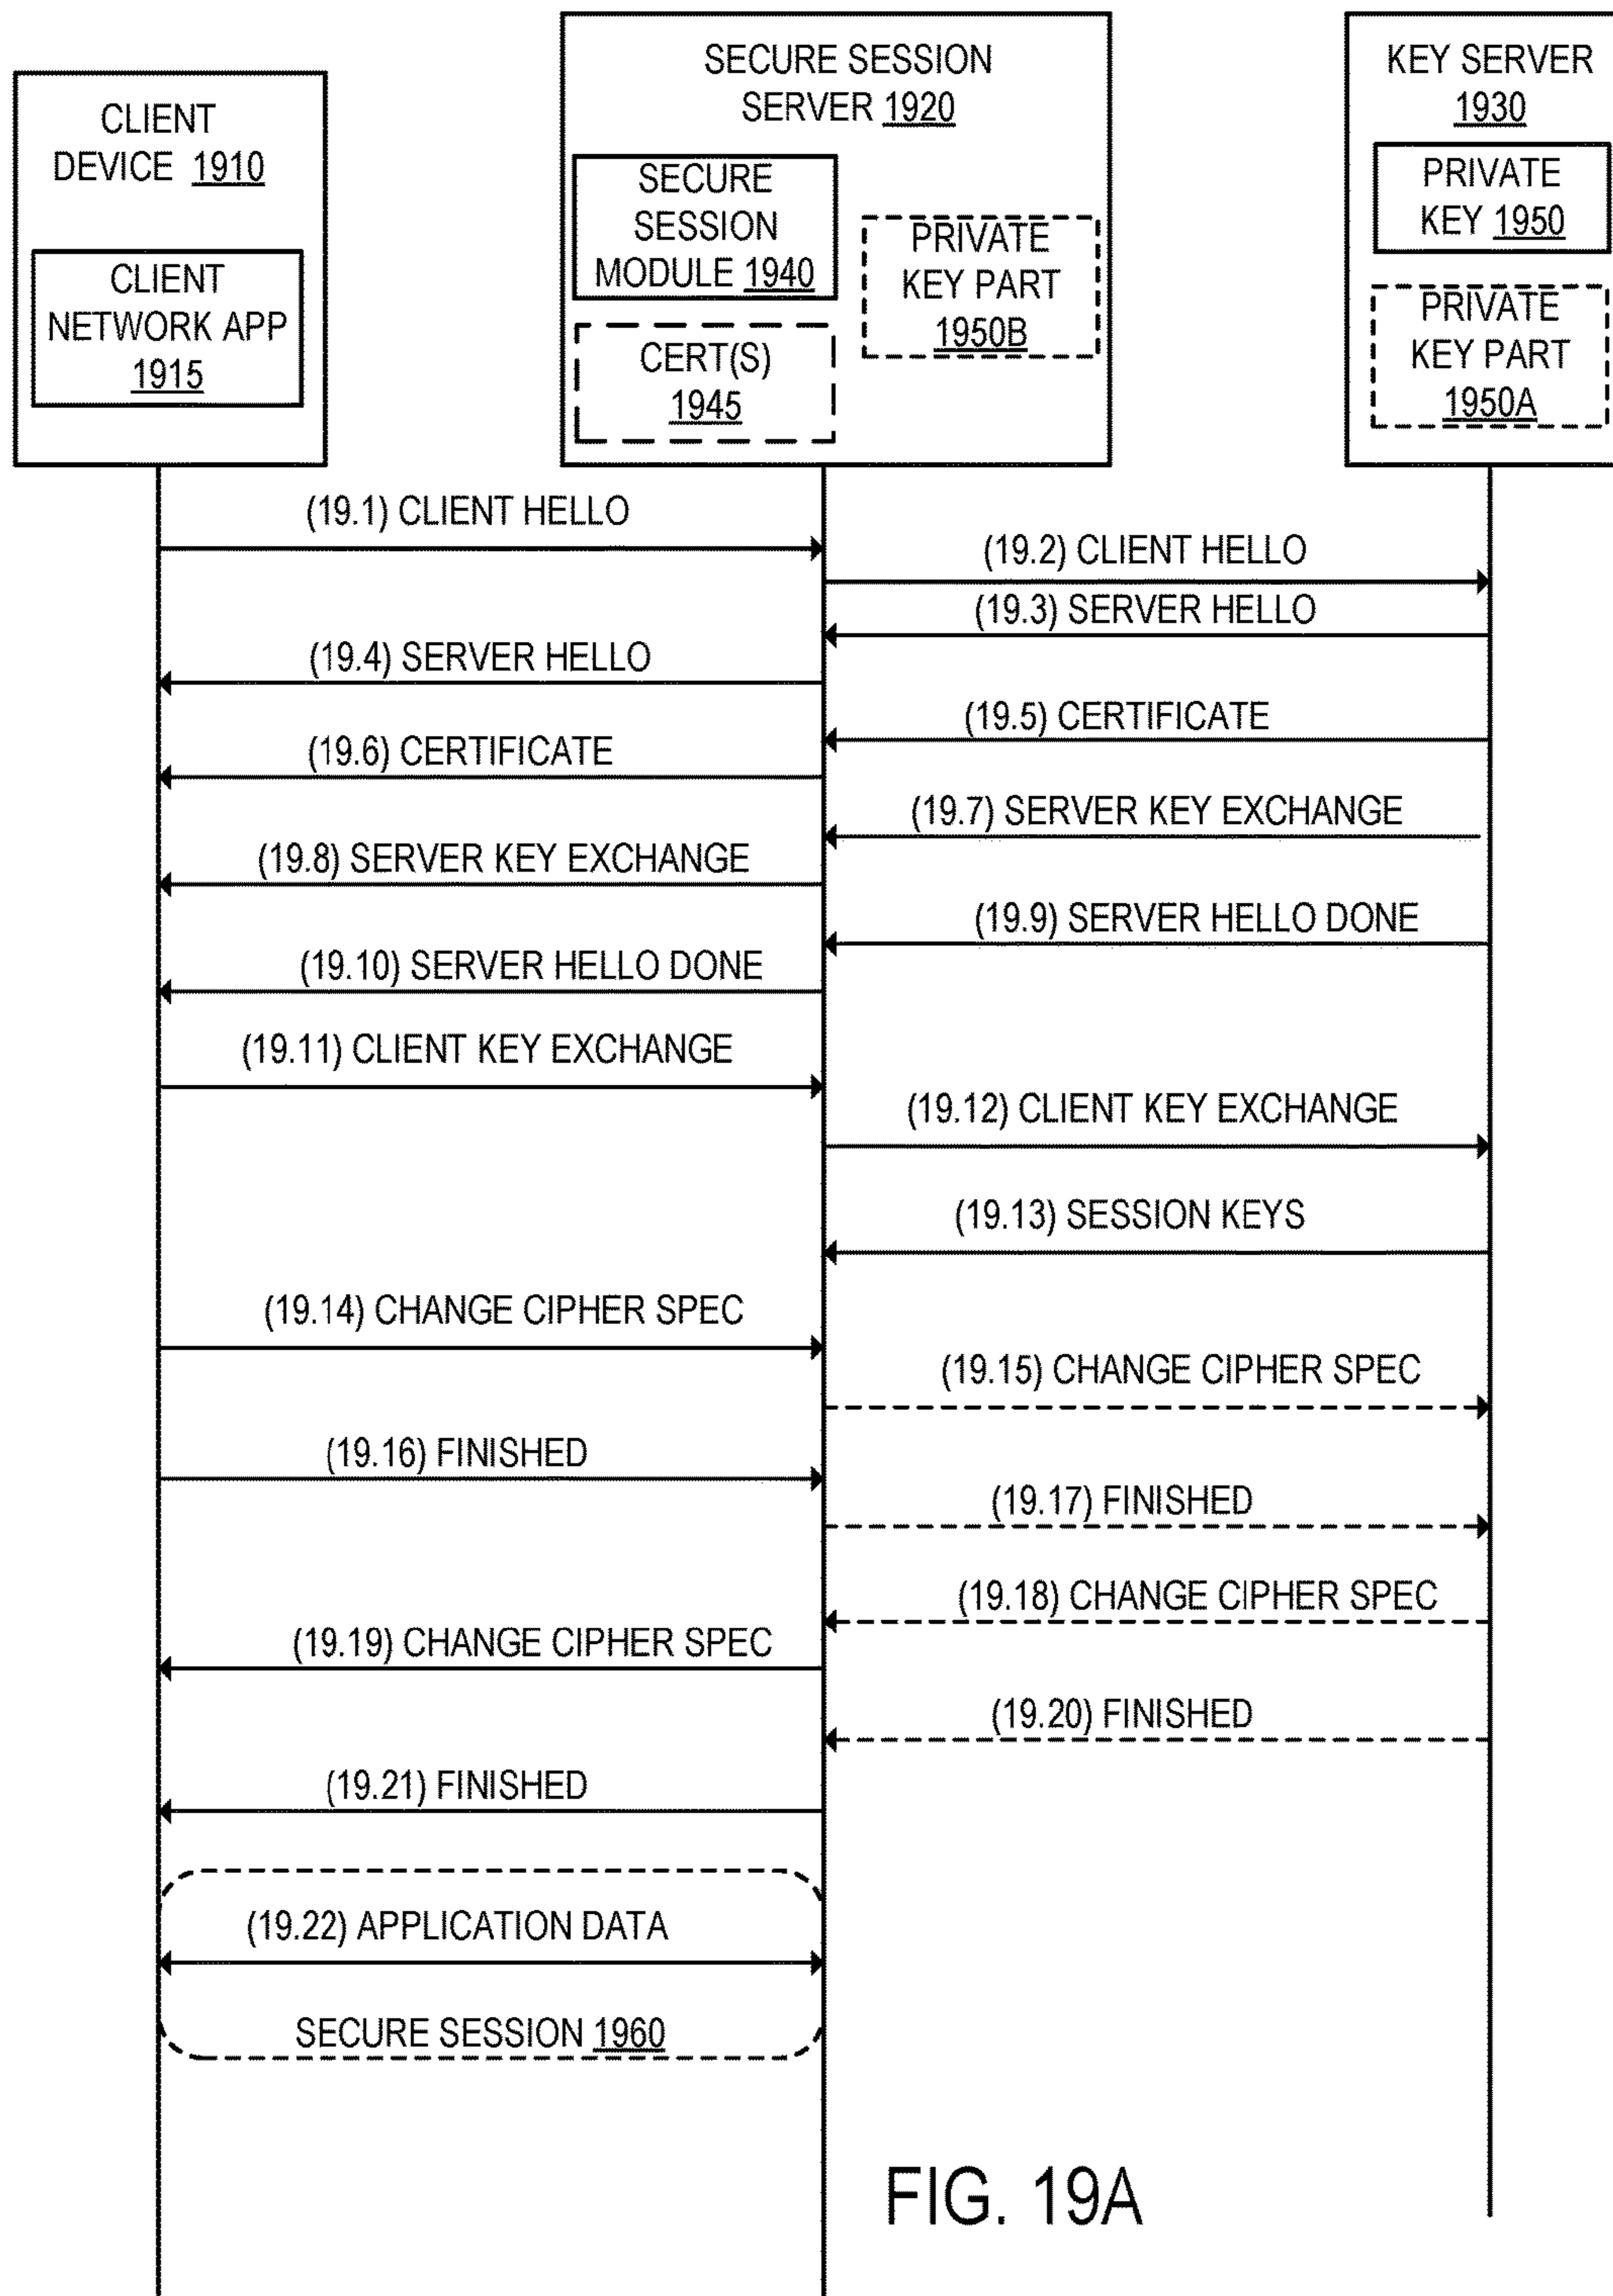 CLIENT
DEVICE 1910
CLIENT
NETWORK APP
1915
SECURE SESSION
SERVER 1920
SECURE
SESSION
MODULE 1940
CERT(S)
1945
PRIVATE
KEY PART
1950B
KEY SERVER
1930
PRIVATE
KEY 1950
PRIVATE
KEY PART
1950A
(19.1) CLIENT HELLO
(19.2) CLIENT HELLO
(19.3) SERVER HELLO
(19.4) SERVER HELLO
(19.5) CERTIFICATE
(19.6) CERTIFICATE
(19.7) SERVER KEY EXCHANGE
(19.8) SERVER KEY EXCHANGE
(19.9) SERVER HELLO DONE
(19.10) SERVER HELLO DONE
(19.11) CLIENT KEY EXCHANGE
(19.12) CLIENT KEY EXCHANGE
(19.13) SESSION KEYS
(19.14) CHANGE CIPHER SPEC
(19.15) CHANGE CIPHER SPEC
(19.16) FINISHED
(19.17) FINISHED
(19.18) CHANGE CIPHER SPEC
(19.19) CHANGE CIPHER SPEC
(19.20) FINISHED
(19.21) FINISHED
(19.22) APPLICATION DATA
SECURE SESSION 1960
FIG. 19A